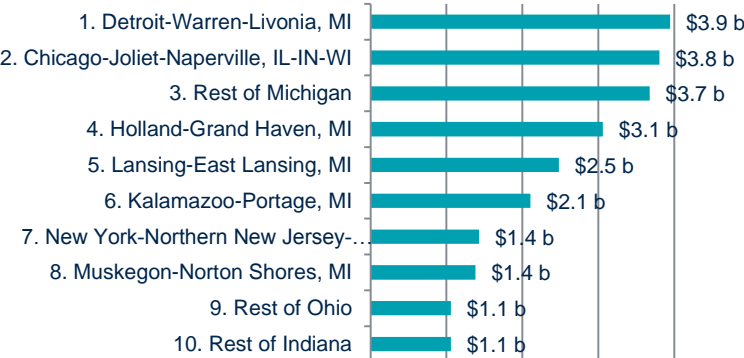 1. Detroit-Warren-Livonia, MI $3.9 b
2. Chicago-Joliet-Naperville, IL-IN-WI $3.8 b
3. Rest of Michigan $3.7 b
4. Holland-Grand Haven, MI $3.1 b
5. Lansing-East Lansing, MI $2.5 b
6. Kalamazoo-Portage, MI $2.1 b
7. New York-Northern New Jersey-… $1.4 b
8. Muskegon-Norton Shores, MI $1.4 b
9. Rest of Ohio $1.1 b
10. Rest of Indiana $1.1 b